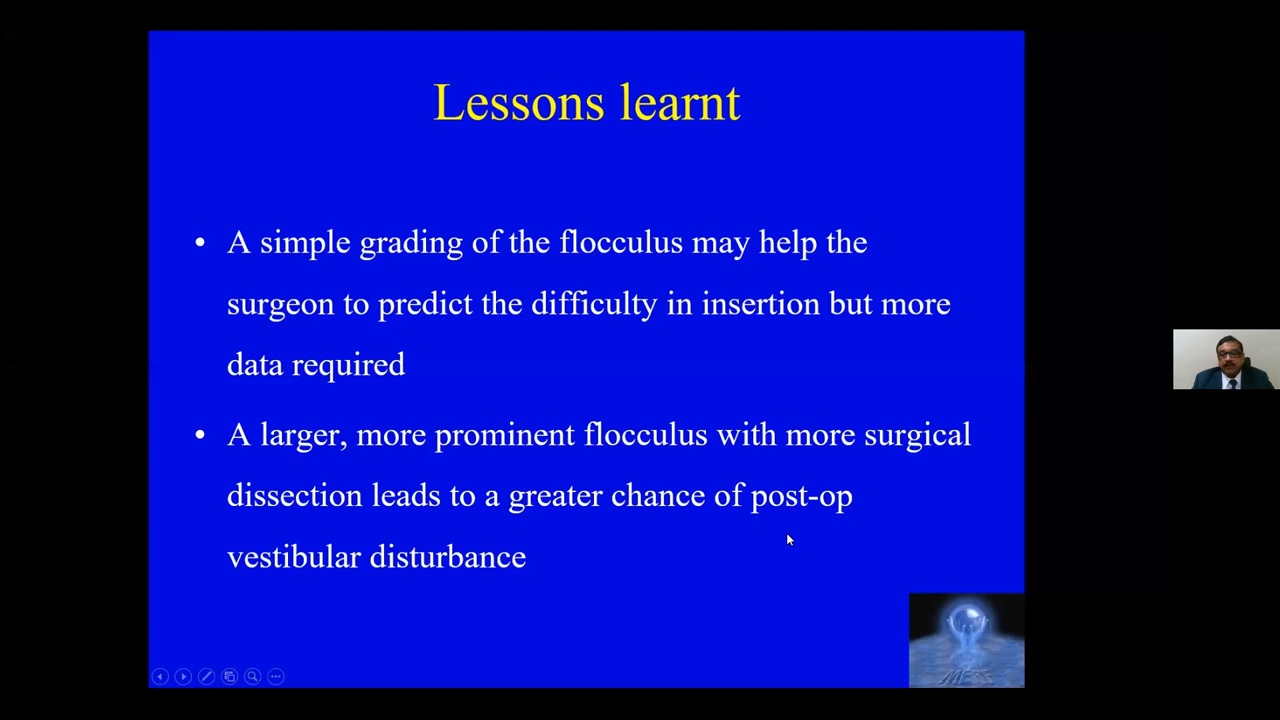 Lessons learnt
• A simple grading of the flocculus may help the
surgeon to predict the difficulty in insertion but more
data required
• A larger, more prominent flocculus with more surgical
dissection leads to a greater chance of post-op
vestibular disturbance